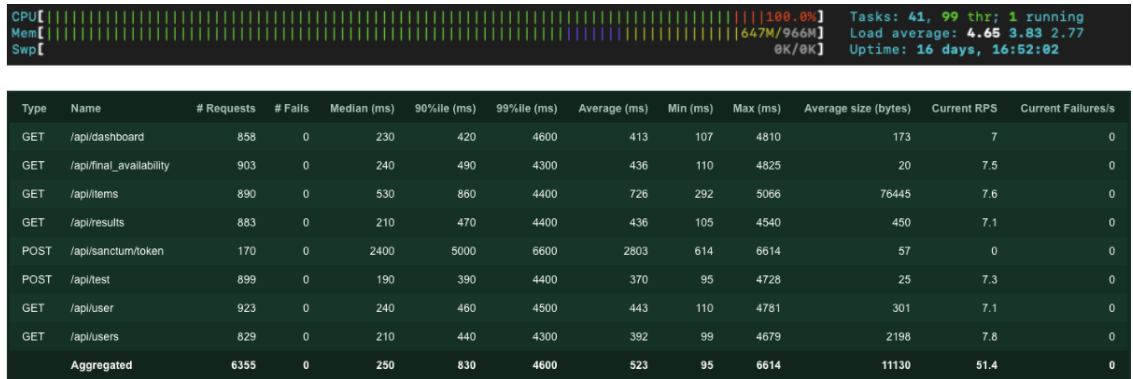 CPU[||||||||||||||||||||||||||||||||||||||||||||||||||||||||||||||||||||||||||||||100.0%] Tasks: 41, 99 thr; 1 running
Mem[||||||||||||||||||||||||||||||||||||||||||||||||||||||||||||||||||||||||||||647M/966M] Load average: 4.65 3.83 2.77
Swp[ 0K/0K] Uptime: 16 days, 16:52:02
Type Name # Requests # Fails Median (ms) 90%ile (ms) 99%ile (ms) Average (ms) Min (ms) Max (ms) Average size (bytes) Current RPS Current Failures/s
GET /api/dashboard 858 0 230 420 4600 413 107 4810 173 7 0
GET /api/final_availability 903 0 240 490 4300 436 110 4825 20 7.5 0
GET /api/items 890 0 530 860 4400 726 292 5066 76445 7.6 0
GET /api/results 883 0 210 470 4400 436 105 4540 450 7.1 0
POST /api/sanctum/token 170 0 2400 5000 6600 2803 614 6614 57 0 0
POST /api/test 899 0 190 390 4400 370 95 4728 25 7.3 0
GET /api/user 923 0 240 460 4500 443 110 4781 301 7.1 0
GET /api/users 829 0 210 440 4300 392 99 4679 2198 7.8 0
Aggregated 6355 0 250 830 4600 523 95 6614 11130 51.4 0